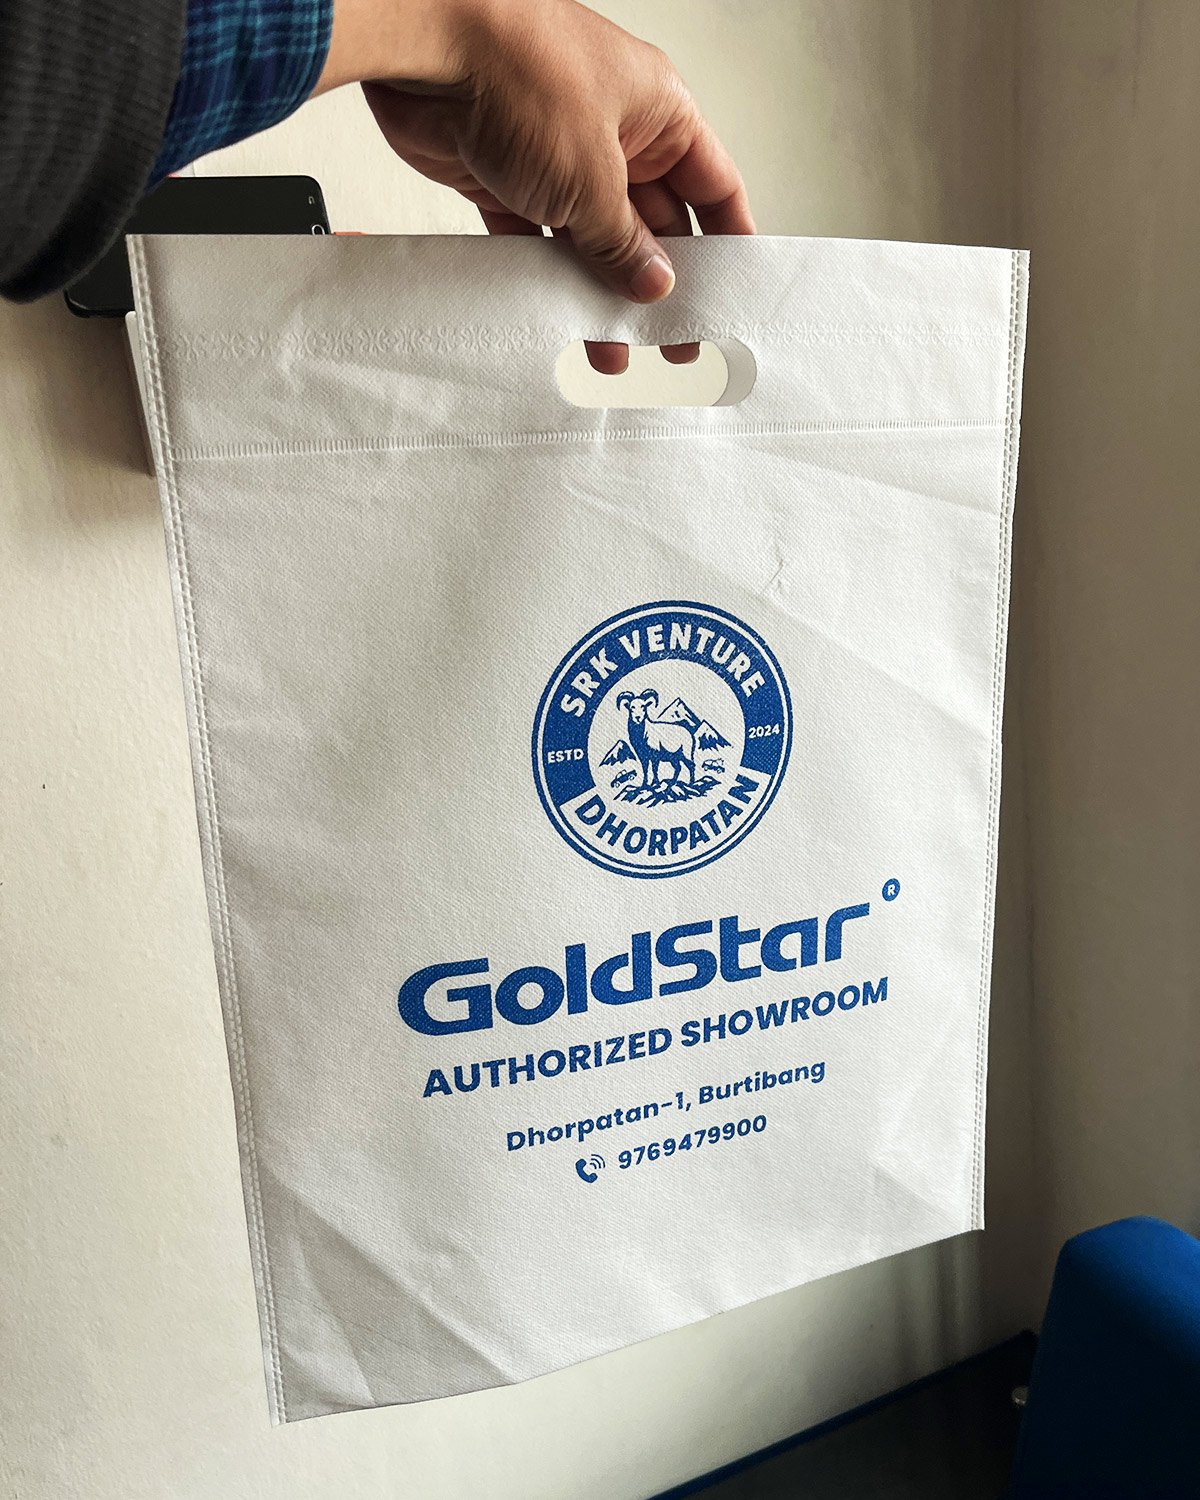 SRK VENTURE
ESTD 2024
DHORPATAN
GoldStar ®
AUTHORIZED SHOWROOM
Dhorpatan-1, Burtibang
9769479900